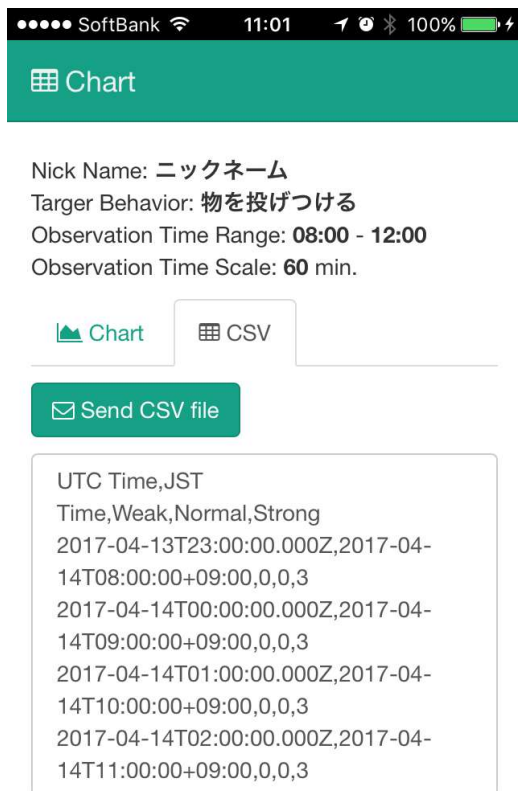 SoftBank 11:01 100%
Chart
Nick Name: ニックネーム
Targer Behavior: 物を投げつける
Observation Time Range: 08:00 - 12:00
Observation Time Scale: 60 min.
Chart CSV
Send CSV file
UTC Time,JST
Time,Weak,Normal,Strong
2017-04-13T23:00:00.000Z,2017-04-
14T08:00:00+09:00,0,0,3
2017-04-14T00:00:00.000Z,2017-04-
14T09:00:00+09:00,0,0,3
2017-04-14T01:00:00.000Z,2017-04-
14T10:00:00+09:00,0,0,3
2017-04-14T02:00:00.000Z,2017-04-
14T11:00:00+09:00,0,0,3